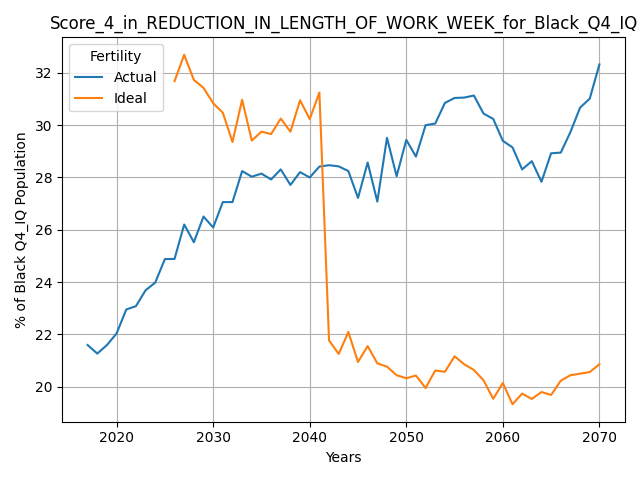 Score_4_in_REDUCTION_IN_LENGTH_OF_WORK_WEEK_for_Black_Q4_IQ
Fertility
Actual
Ideal
% of Black Q4_IQ Population
32
30
28
26
24
22
20
2020 2030 2040 2050 2060 2070
Years